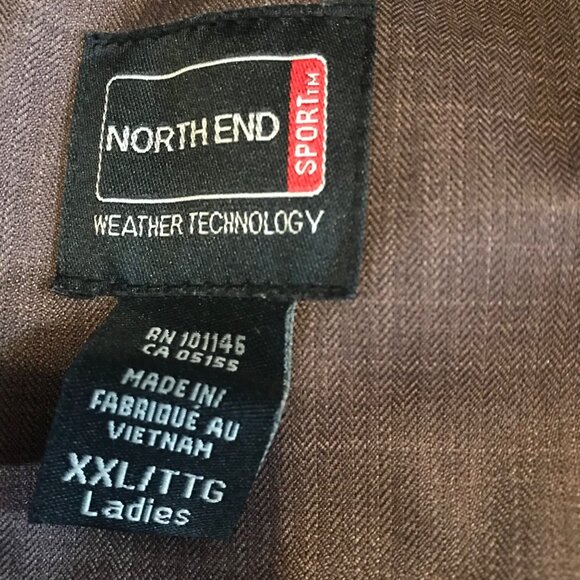 NORTH END
SPORT™
WEATHER TECHNOLOGY
RN 101146
CA 05155
MADE IN/
FABRIQUÉ AU
VIETNAM
XXL/TTG
Ladies